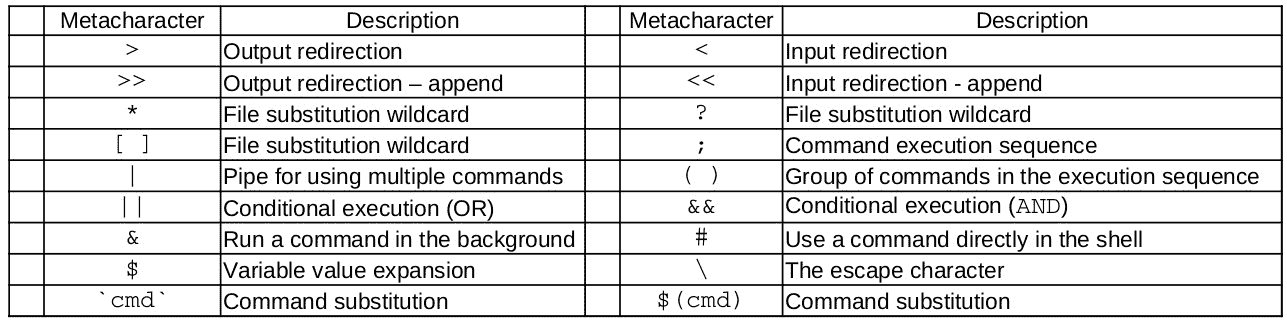 Metacharacter Description Metacharacter Description
> Output redirection < Input redirection
>> Output redirection – append << Input redirection - append
* File substitution wildcard ? File substitution wildcard
[ ] File substitution wildcard ; Command execution sequence
| Pipe for using multiple commands ( ) Group of commands in the execution sequence
|| Conditional execution (OR) && Conditional execution (AND)
& Run a command in the background # Use a command directly in the shell
$ Variable value expansion \ The escape character
`cmd` Command substitution $(cmd) Command substitution